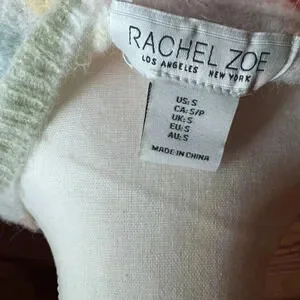 RACHEL ZOE
LOS ANGELES NEW YORK
US: S
CA: S/P
UK: S
EU: S
AU: S
MADE IN CHINA